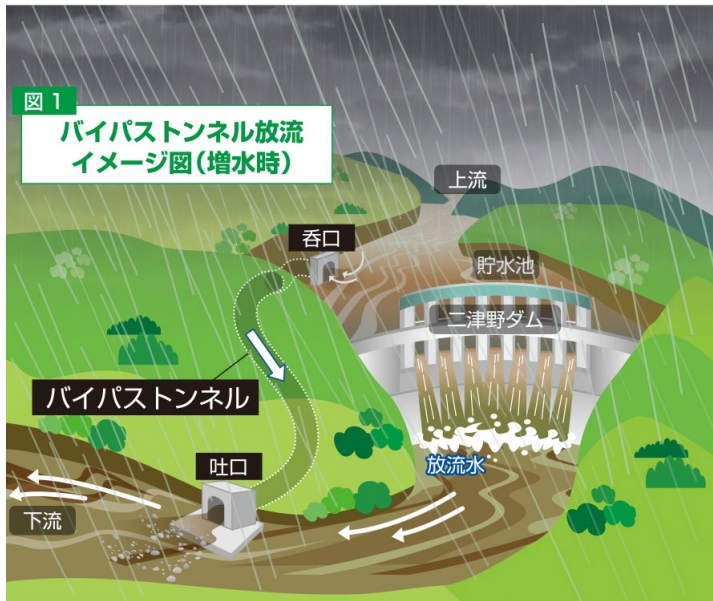 図1
バイパストンネル放流
イメージ図(増水時)
上流
呑口
貯水池
二津野ダム
バイパストンネル
吐口
放流水
下流